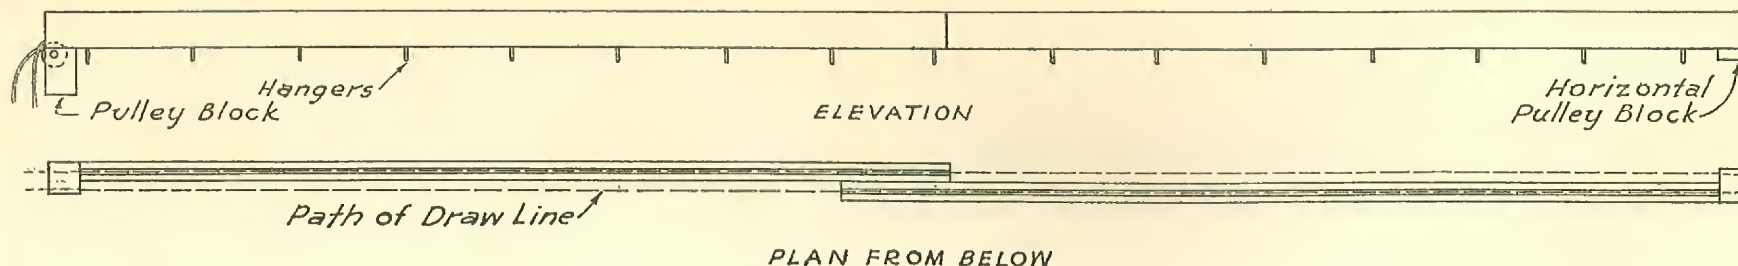 Hangers
Pulley Block
ELEVATION
Horizontal
Pulley Block
Path of Draw Line
PLAN FROM BELOW